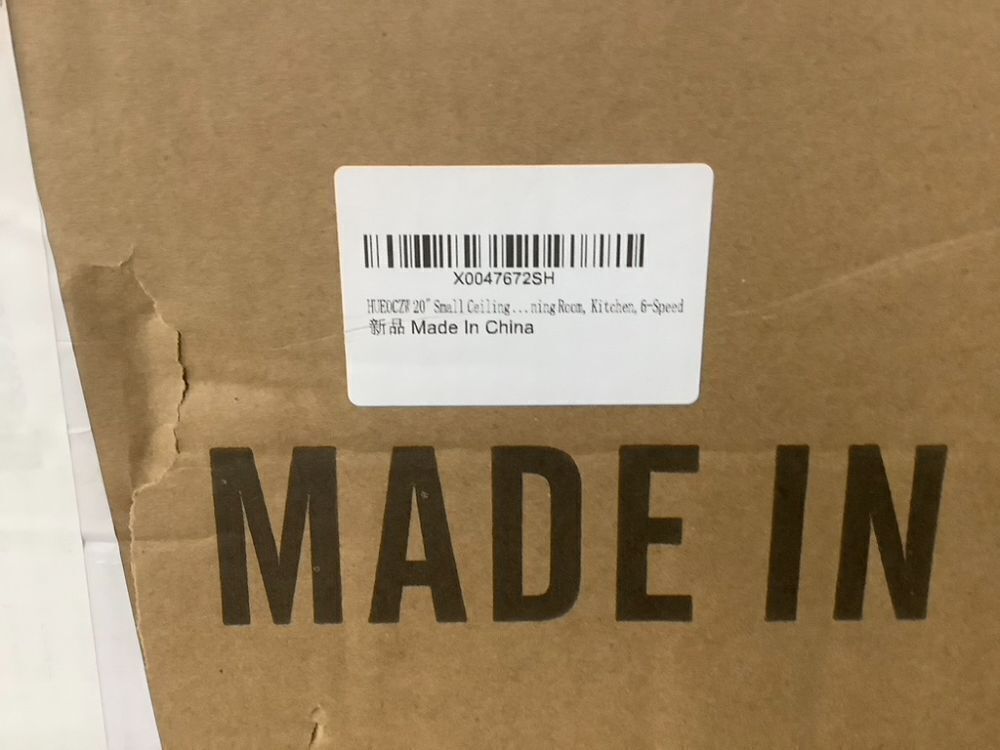 X0047672SH
HUEOCZW 20" Small Ceiling...ning Room, Kitchen, 6-Speed
新品 Made In China
MADE IN